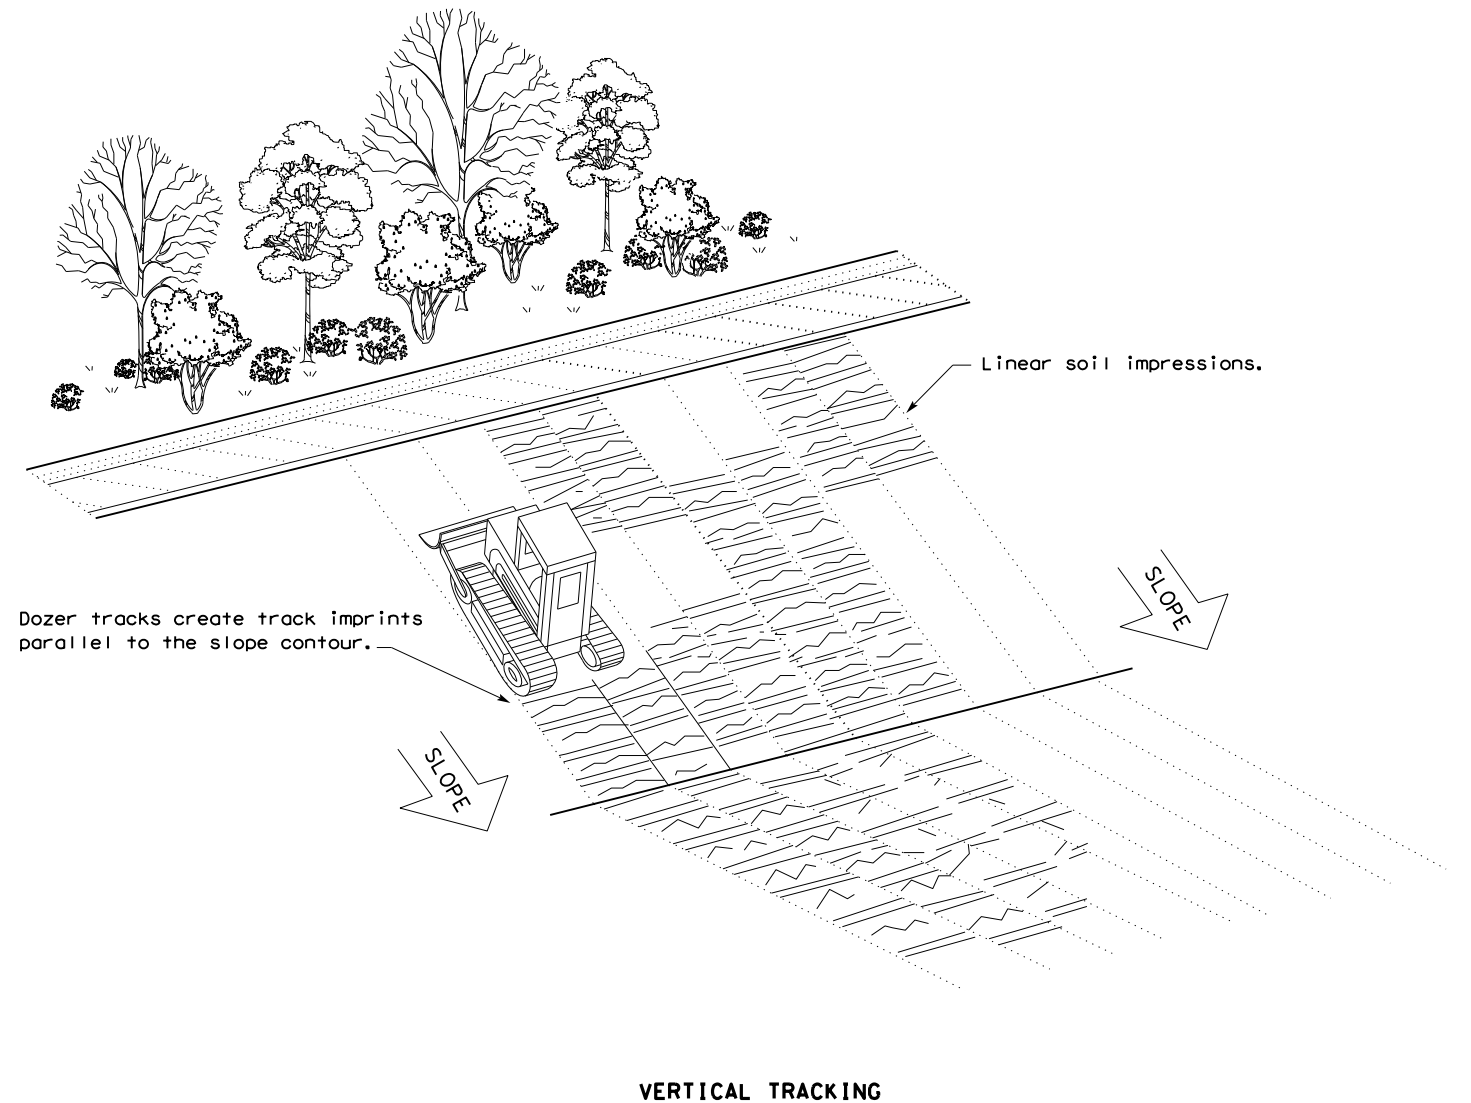 Linear soil impressions.
SLOPE
Dozer tracks create track imprints
parallel to the slope contour.
SLOPE
VERTICAL TRACKING